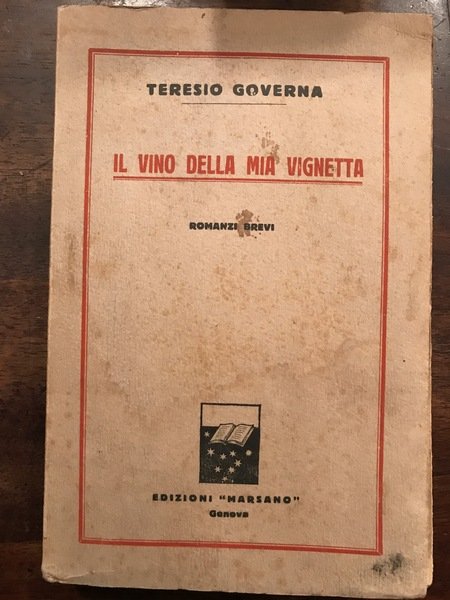 TERESIO GOVERNA
IL VINO DELLA MIA VIGNETTA
ROMANZI BREVI
EDIZIONI "MARSANO"
Genova